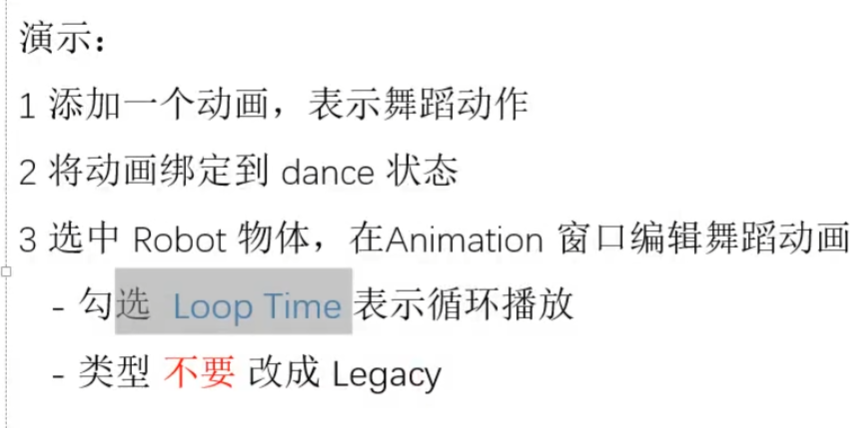 演示：
1 添加一个动画，表示舞蹈动作
2 将动画绑定到 dance 状态
3 选中 Robot 物体，在Animation 窗口编辑舞蹈动画
- 勾选 Loop Time 表示循环播放
- 类型 不要 改成 Legacy